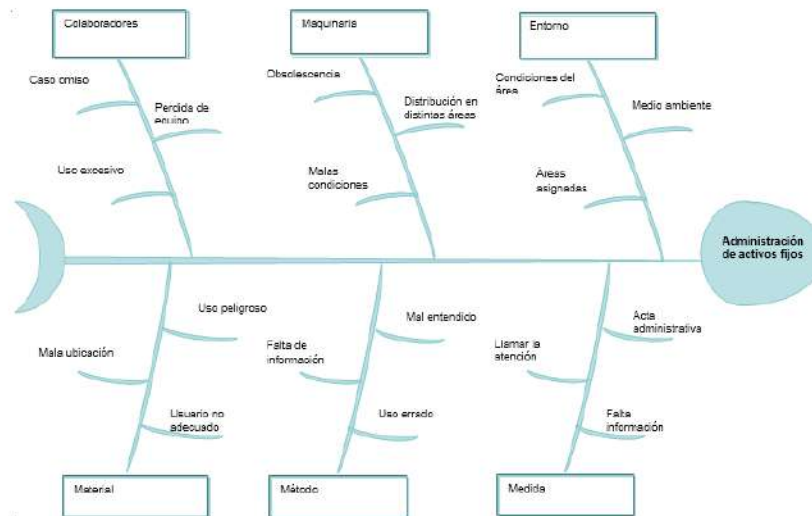 Colaboradores
Maquinaria
Entorno
Caso omiso
Perdida de
equipo
Uso excesivo
Obsolescencia
Distribución en
distintas áreas
Malas
condiciones
Condiciones del
área
Medio ambiente
Áreas
asignadas
Administración
de activos fijos
Uso peligroso
Mala ubicación
Usuario no
adecuado
Mal entendido
Falta de
información
Uso errado
Acta
administrativa
Llamar la
atención
Falta
información
Material
Método
Medida